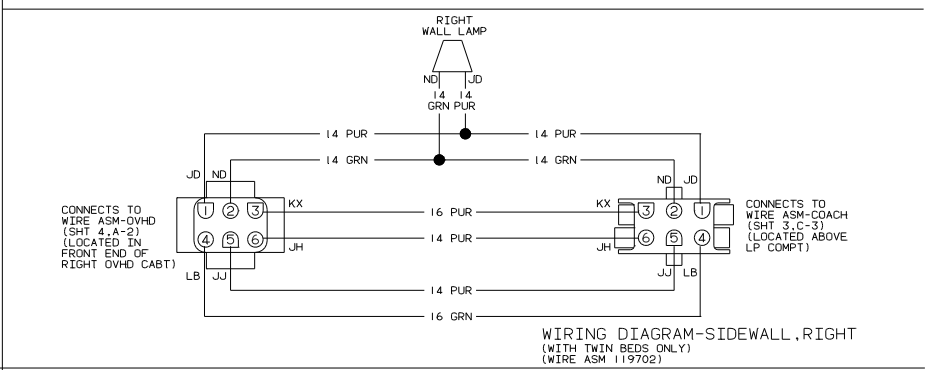 RIGHT
WALL LAMP
ND JD
14 14
GRN PUR
14 PUR 14 PUR
14 GRN 14 GRN
JD ND ND JD
KX 16 PUR KX
1 2 3 3 2 1
CONNECTS TO
WIRE ASM-OVHD
(SHT 4,A-2)
(LOCATED IN
FRONT END OF
RIGHT OVHD CABT)
CONNECTS TO
WIRE ASM-COACH
(SHT 3,C-3)
(LOCATED ABOVE
LP COMPT)
4 5 6 14 PUR 6 5 4
JH JH
LB JJ JJ LB
14 PUR
16 GRN
WIRING DIAGRAM-SIDEWALL,RIGHT
(WITH TWIN BEDS ONLY)
(WIRE ASM 119702)